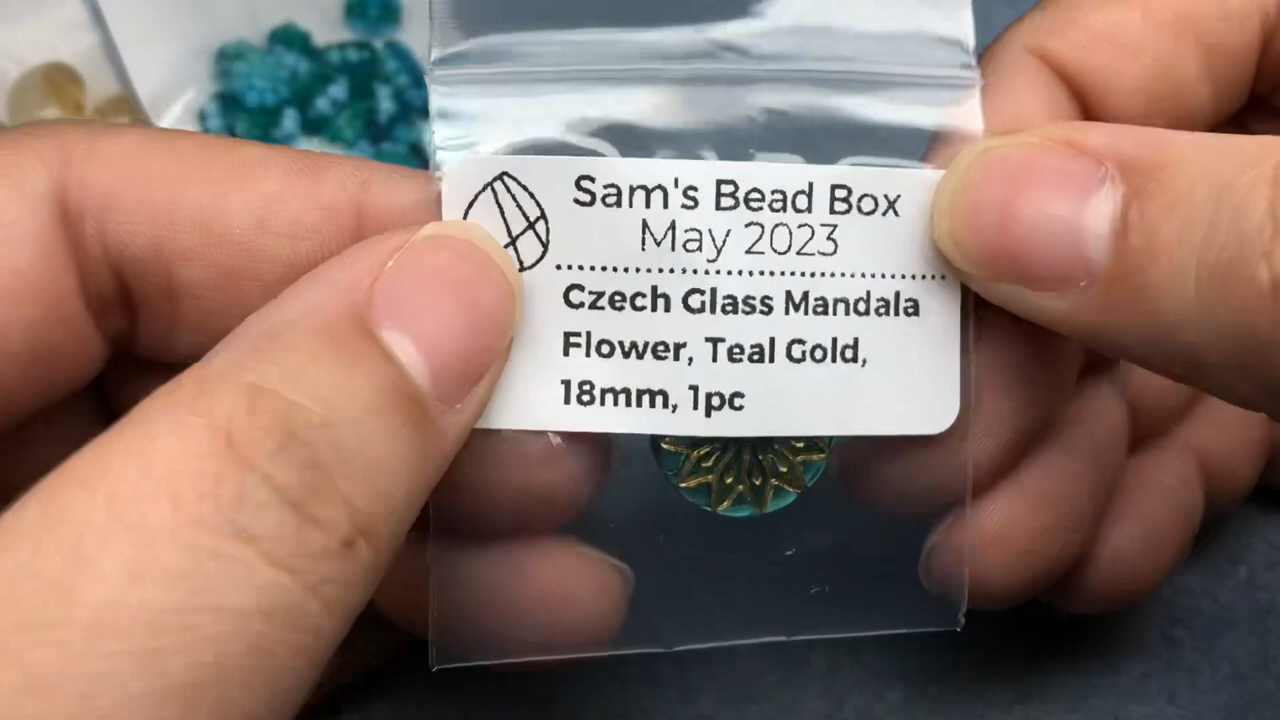 Sam's Bead Box
May 2023
Czech Glass Mandala
Flower, Teal Gold,
18mm, 1pc